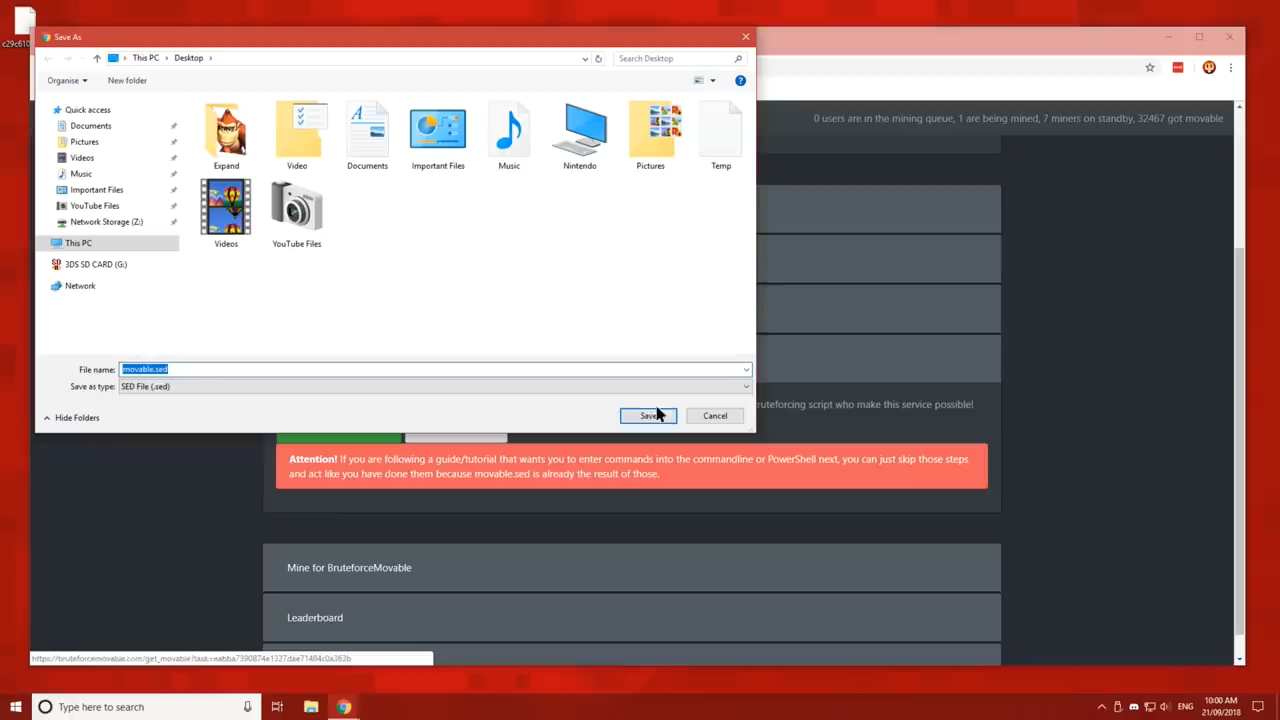 c29c610
Save As
This PC
Desktop
Search Desktop
Organise
New folder
Quick access
Documents
Pictures
Videos
Music
Important Files
YouTube Files
Network Storage (Z:)
This PC
3DS SD CARD (G:)
Network
Expand
Video
Documents
Important Files
Music
Nintendo
Pictures
Temp
Videos
YouTube Files
File name:
movable.sed
Save as type:
SED File (.sed)
Hide Folders
Save
Cancel
0 users are in the mining queue, 1 are being mined, 7 miners on standby, 32467 got movable
bruteforcing script who make this service possible!
Attention! If you are following a guide/tutorial that wants you to enter commands into the commandline or PowerShell next, you can just skip those steps
and act like you have done them because movable.sed is already the result of those.
Mine for BruteforceMovable
Leaderboard
https://bruteforcemovable.com/get_movable?task=eabba7390874e1327dae71484c0a363b
Type here to search
ENG
10:00 AM
21/09/2018